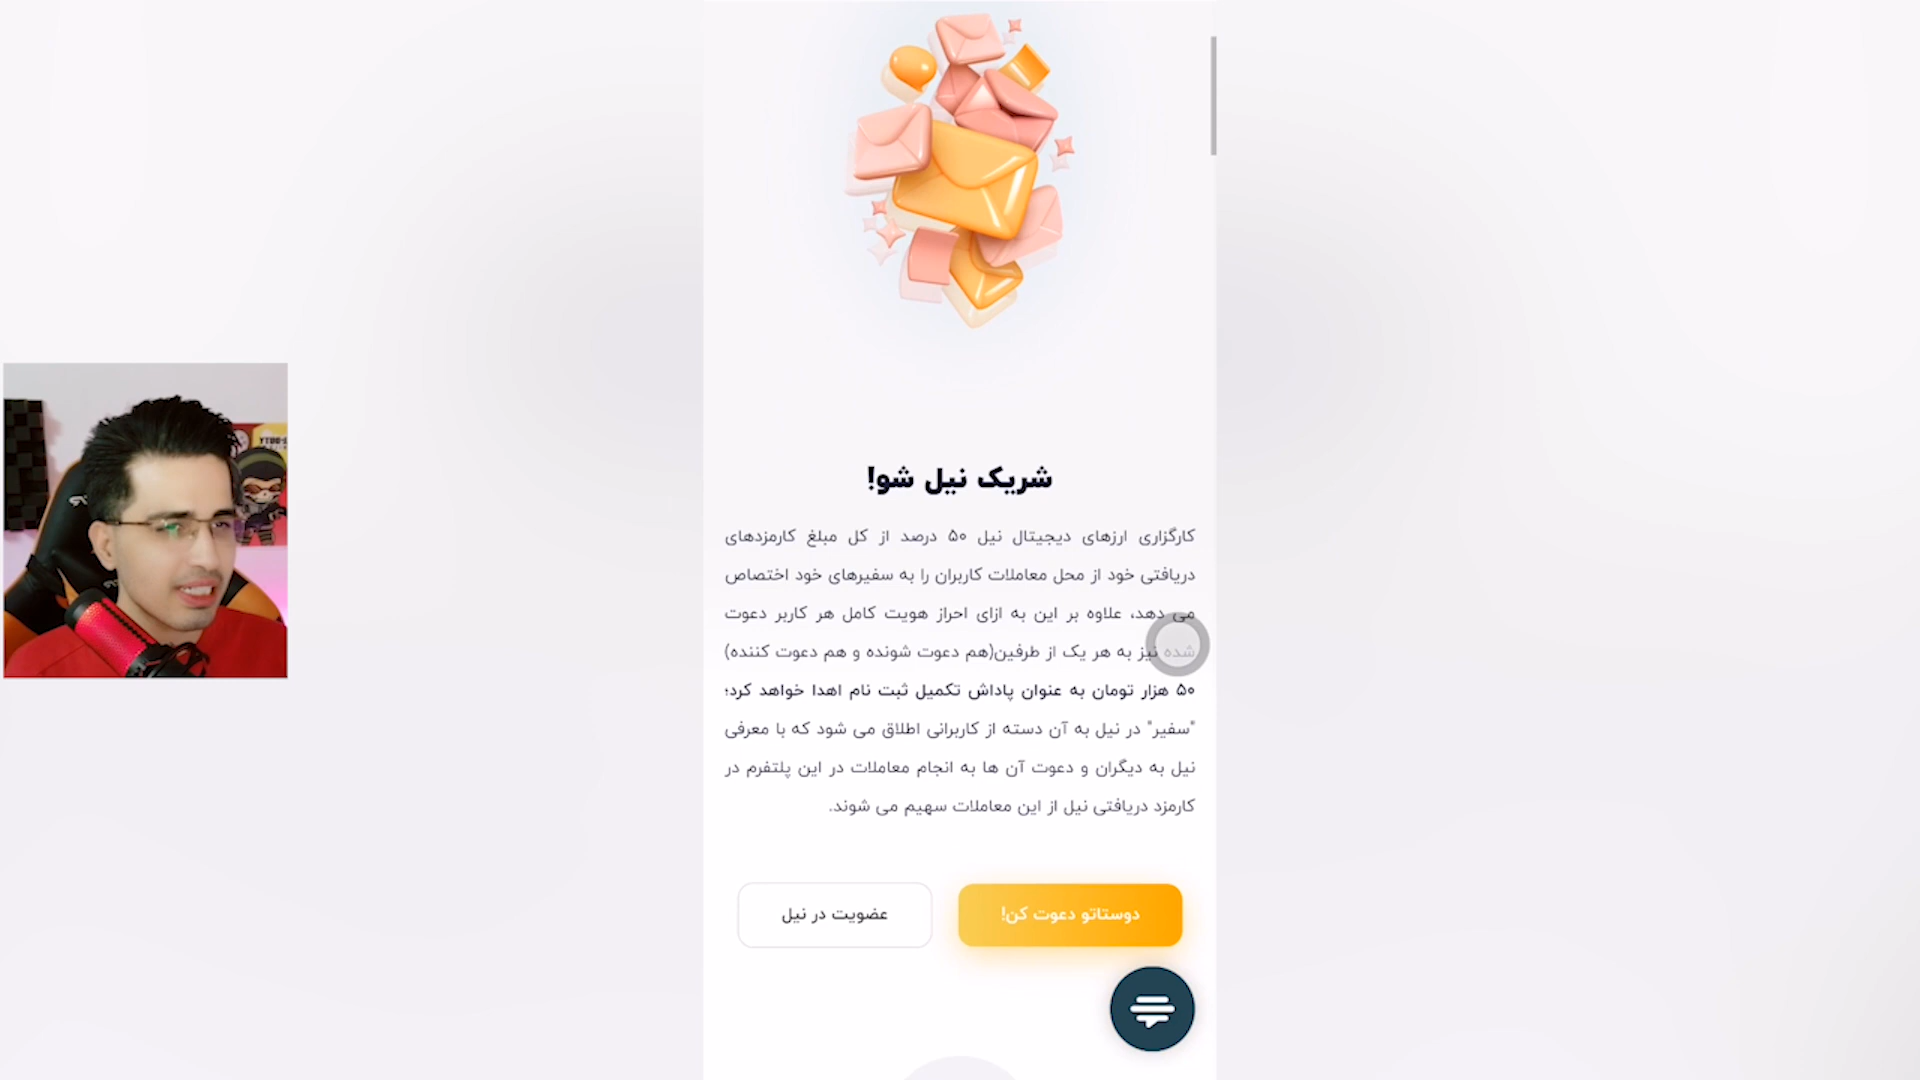 شریک نیل شو!
کارگزاری ارزهای دیجیتال نیل ۵۰ درصد از کل مبلغ کارمزدهای
دریافتی خود از محل معاملات کاربران را به سفیرهای خود اختصاص
می دهد، علاوه بر این به ازای احراز هویت کامل هر کاربر دعوت
شده نیز به هر یک از طرفین(هم دعوت شونده و هم دعوت کننده)
۵۰ هزار تومان به عنوان پاداش تکمیل ثبت نام اهدا خواهد کرد؛
"سفیر" در نیل به آن دسته از کاربرانی اطلاق می شود که با معرفی
نیل به دیگران و دعوت آن ها به انجام معاملات در این پلتفرم در
کارمزد دریافتی نیل از این معاملات سهیم می شوند.
دوستاتو دعوت کن!
عضویت در نیل